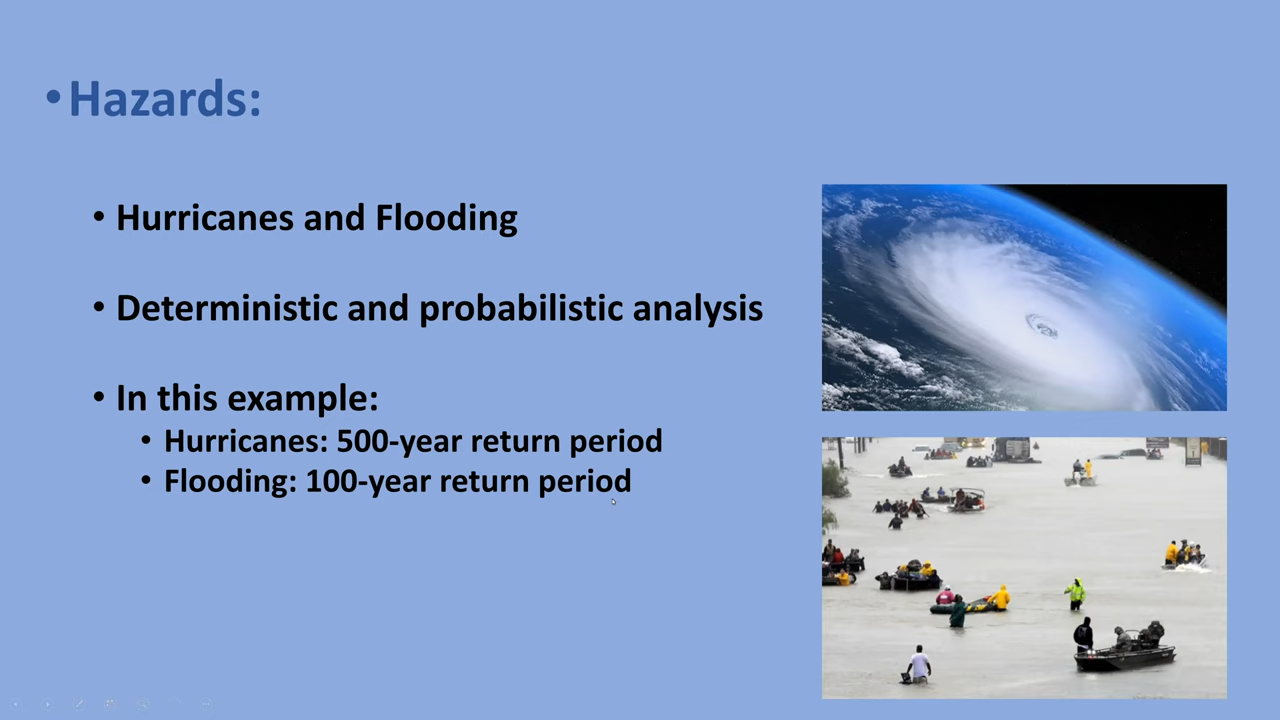 •Hazards:
• Hurricanes and Flooding
• Deterministic and probabilistic analysis
• In this example:
• Hurricanes: 500-year return period
• Flooding: 100-year return period